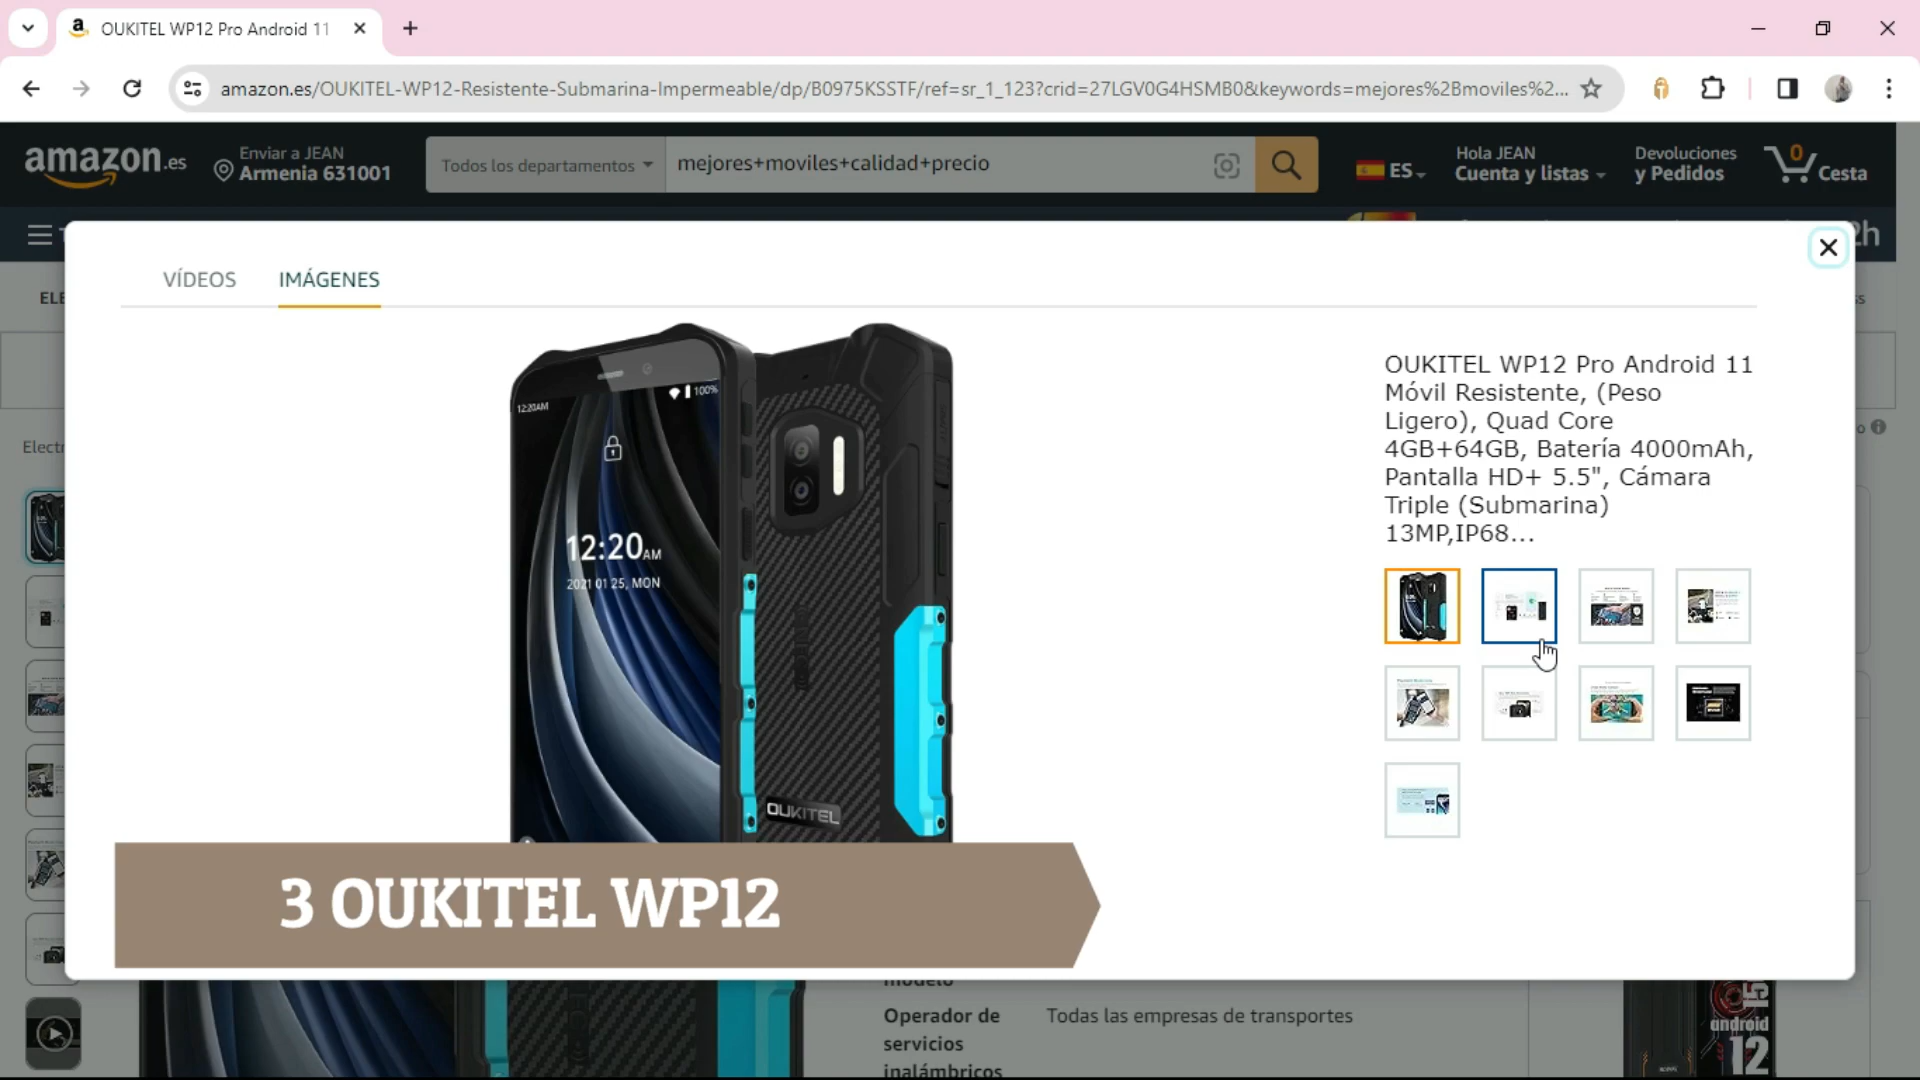 OUKITEL WP12 Pro Android 11
amazon.es/OUKITEL-WP12-Resistente-Submarina-Impermeable/dp/B0975KSSTF/ref=sr_1_123?crid=27LGV0G4HSMB0&keywords=mejores%2Bmoviles%2...
amazon.es
Enviar a JEAN
Armenia 631001
Todos los departamentos
mejores+moviles+calidad+precio
ES
Hola JEAN
Cuenta y listas
Devoluciones
y Pedidos
0
Cesta
2h
ELE
VÍDEOS
IMÁGENES
OUKITEL WP12 Pro Android 11
Móvil Resistente, (Peso
Ligero), Quad Core
4GB+64GB, Batería 4000mAh,
Pantalla HD+ 5.5", Cámara
Triple (Submarina)
13MP,IP68...
Electr
12:20AM
100%
12:20AM
2021 01 25, MON
OUKITEL
3 OUKITEL WP12
modelo
Operador de
servicios
inalámbricos
Todas las empresas de transportes
android
12